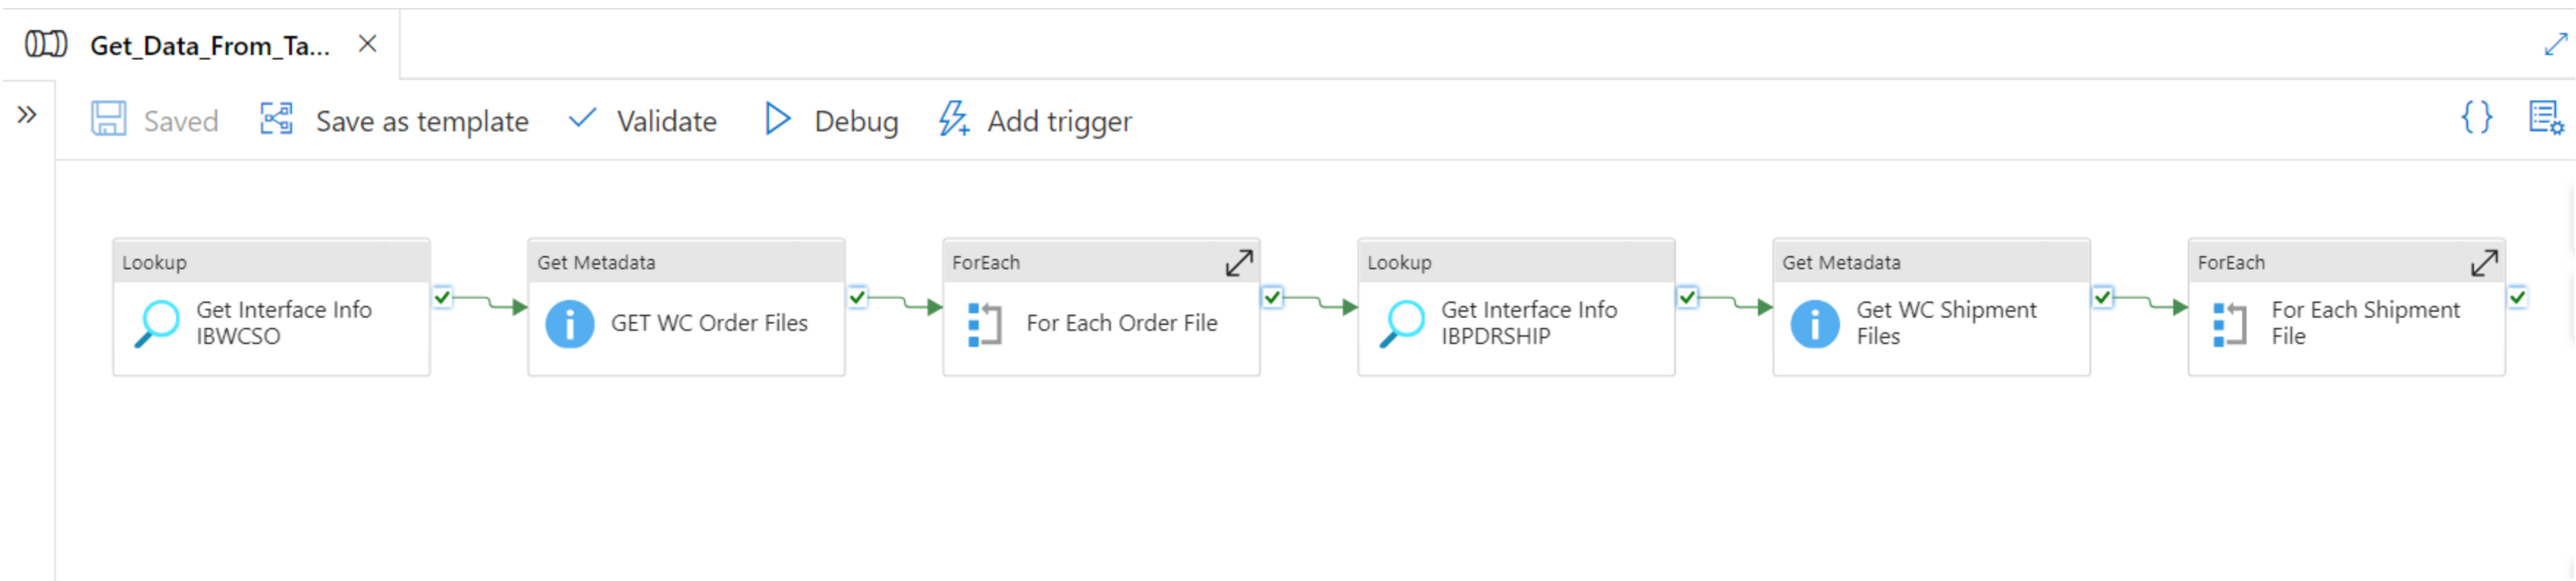 Get_Data_From_Ta...
Saved
Save as template
Validate
Debug
Add trigger
Lookup
Get Interface Info
IBWCSO
Get Metadata
GET WC Order Files
ForEach
For Each Order File
Lookup
Get Interface Info
IBPDRSHIP
Get Metadata
Get WC Shipment
Files
ForEach
For Each Shipment
File